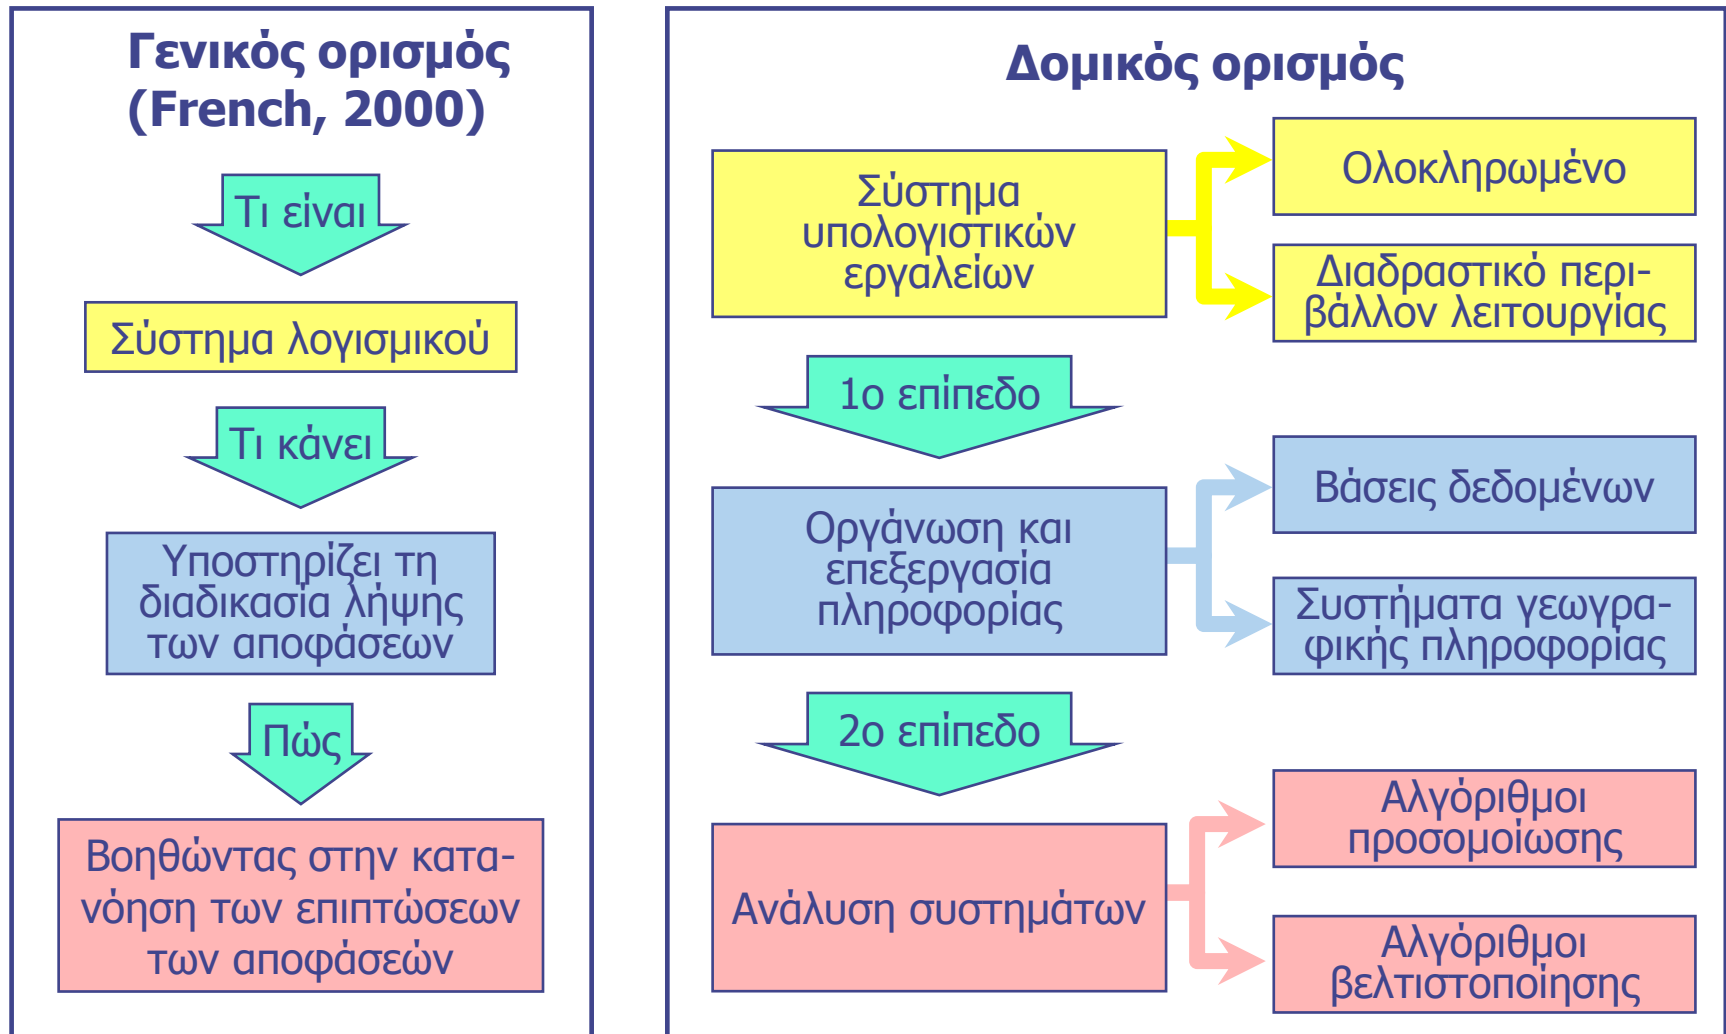 Γενικός ορισμός
(French, 2000)
Τι είναι
Σύστημα λογισμικού
Τι κάνει
Υποστηρίζει τη
διαδικασία λήψης
των αποφάσεων
Πώς
Βοηθώντας στην κατα-
νόηση των επιπτώσεων
των αποφάσεών
Δομικός ορισμός
Σύστημα
υπολογιστικών
εργαλείων
Ολοκληρωμένο
Διαδραστικό περι-
βάλλον λειτουργίας
1ο επίπεδο
Οργάνωση και
επεξεργασία
πληροφορίας
Βάσεις δεδομένων
Συστήματα γεωγρα-
φικής πληροφορίας
2ο επίπεδο
Ανάλυση συστημάτων
Αλγόριθμοι
προσομοίωσης
Αλγόριθμοι
βελτιστοποίησης